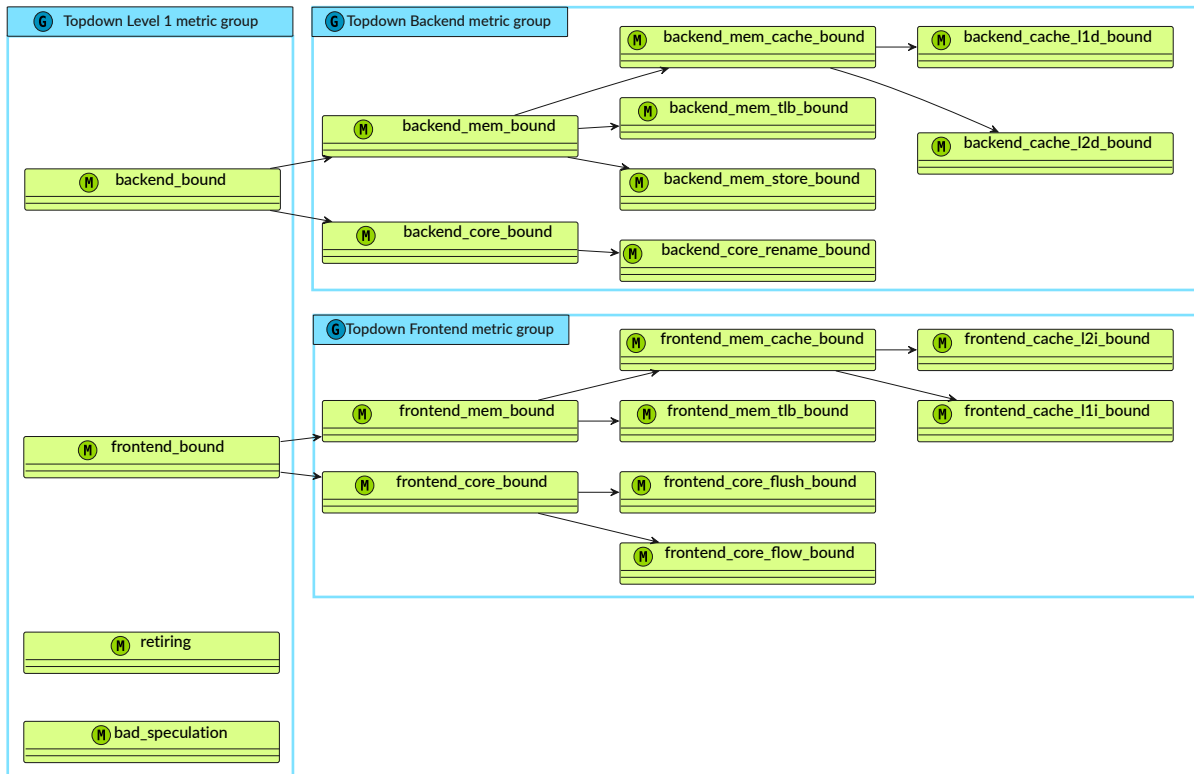 G Topdown Level 1 metric group
M backend_bound
M frontend_bound
M retiring
M bad_speculation
G Topdown Backend metric group
M backend_mem_bound
M backend_core_bound
M backend_mem_cache_bound
M backend_mem_tlb_bound
M backend_mem_store_bound
M backend_core_rename_bound
M backend_cache_l1d_bound
M backend_cache_l2d_bound
G Topdown Frontend metric group
M frontend_mem_bound
M frontend_core_bound
M frontend_mem_cache_bound
M frontend_mem_tlb_bound
M frontend_core_flush_bound
M frontend_core_flow_bound
M frontend_cache_l2i_bound
M frontend_cache_l1i_bound